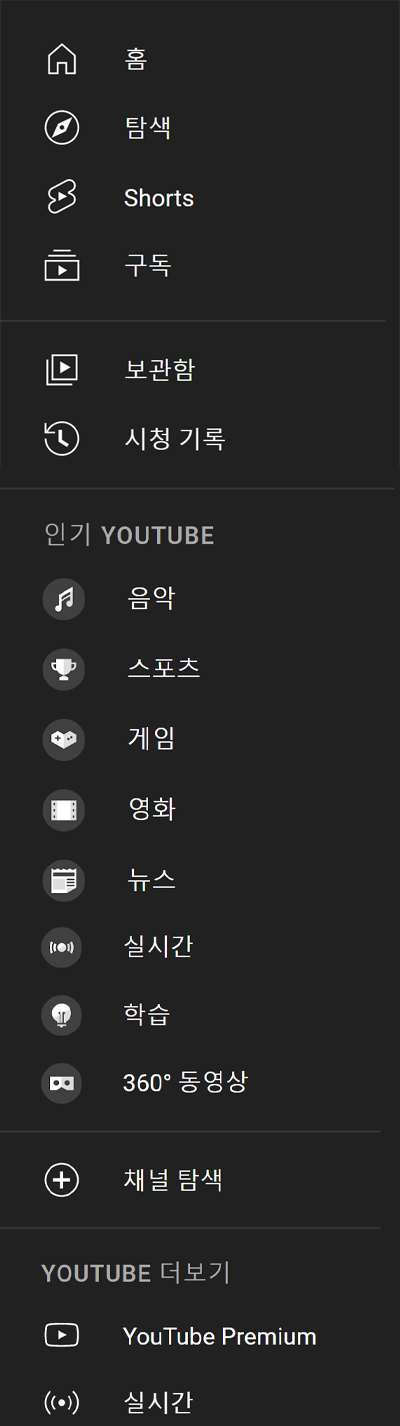 홈
탐색
Shorts
구독
보관함
시청 기록
인기 YOUTUBE
음악
스포츠
게임
영화
뉴스
실시간
학습
360° 동영상
채널 탐색
YOUTUBE 더보기
YouTube Premium
실시간